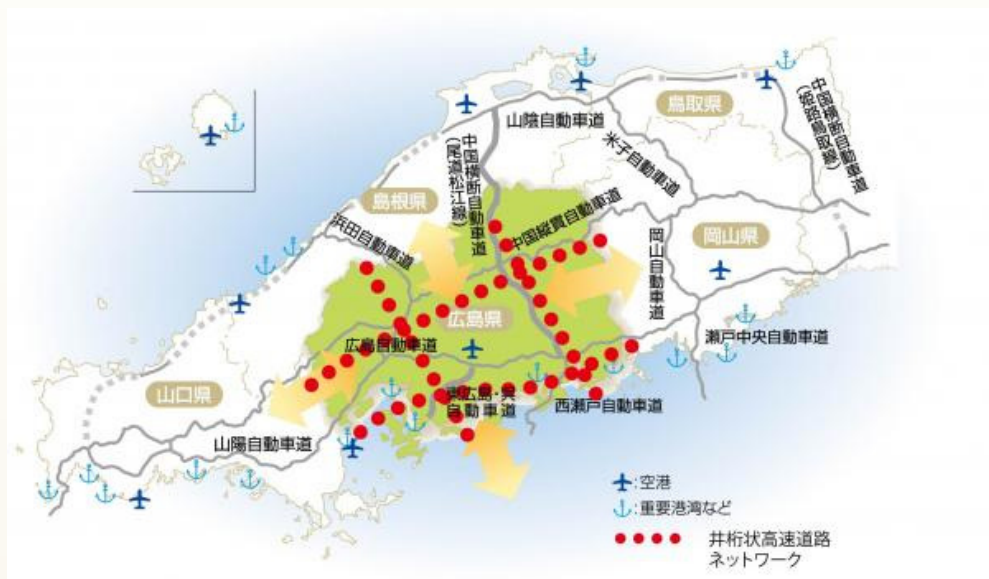 鳥取県
山陰自動車道
中国横断自動車道
(姫路鳥取線)
米子自動車道
中国横断自動車道
(尾道松江線)
島根県
中国縦貫自動車道
浜田自動車道
岡山県
岡山自動車道
広島県
広島自動車道
瀬戸中央自動車道
山口県
東広島・呉
自動車道
西瀬戸自動車道
山陽自動車道
:空港
:重要港湾など
井桁状高速道路
ネットワーク